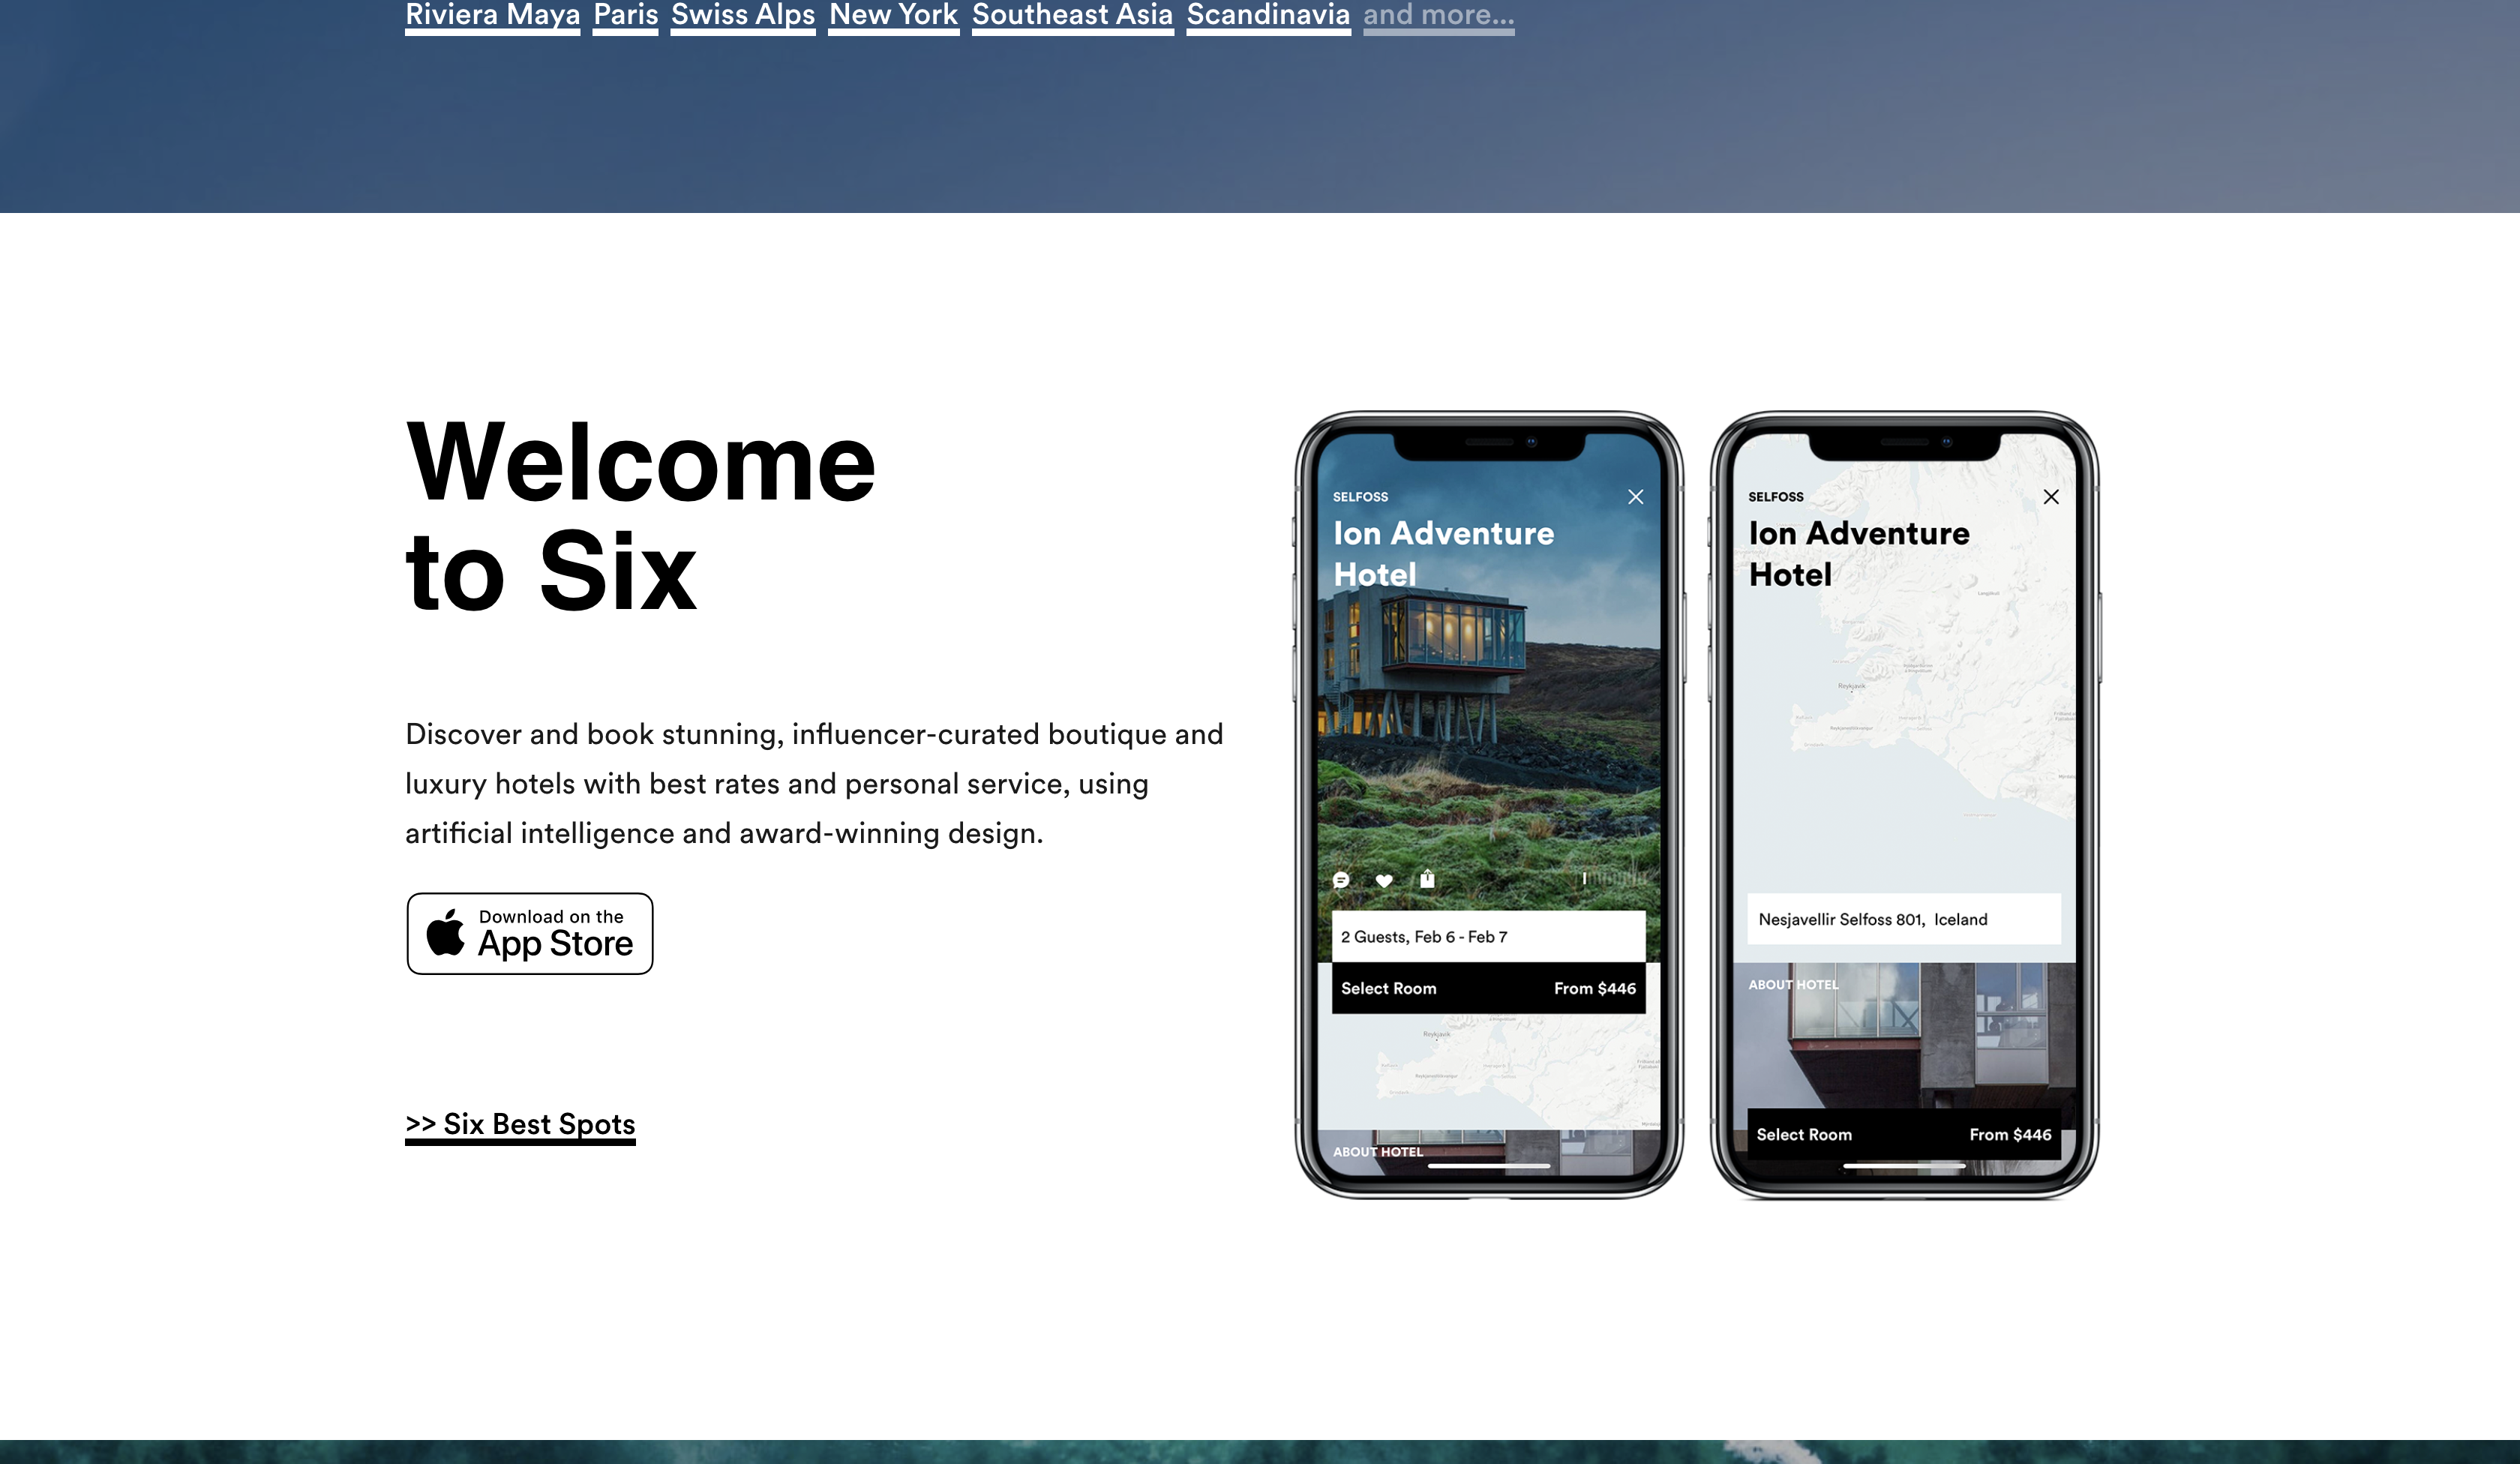 Riviera Maya Paris Swiss Alps New York Southeast Asia Scandinavia and more...
Welcome
to Six
Discover and book stunning, influencer-curated boutique and
luxury hotels with best rates and personal service, using
artificial intelligence and award-winning design.
Download on the
App Store
>> Six Best Spots
SELFOSS
Ion Adventure
Hotel
2 Guests, Feb 6 - Feb 7
Select Room From $446
Reykjavik
ABOUT HOTEL
SELFOSS
Ion Adventure
Hotel
Langjökull
Reykjavik
Nesjavellir Selfoss 801, Iceland
ABOUT HOTEL
Select Room From $446